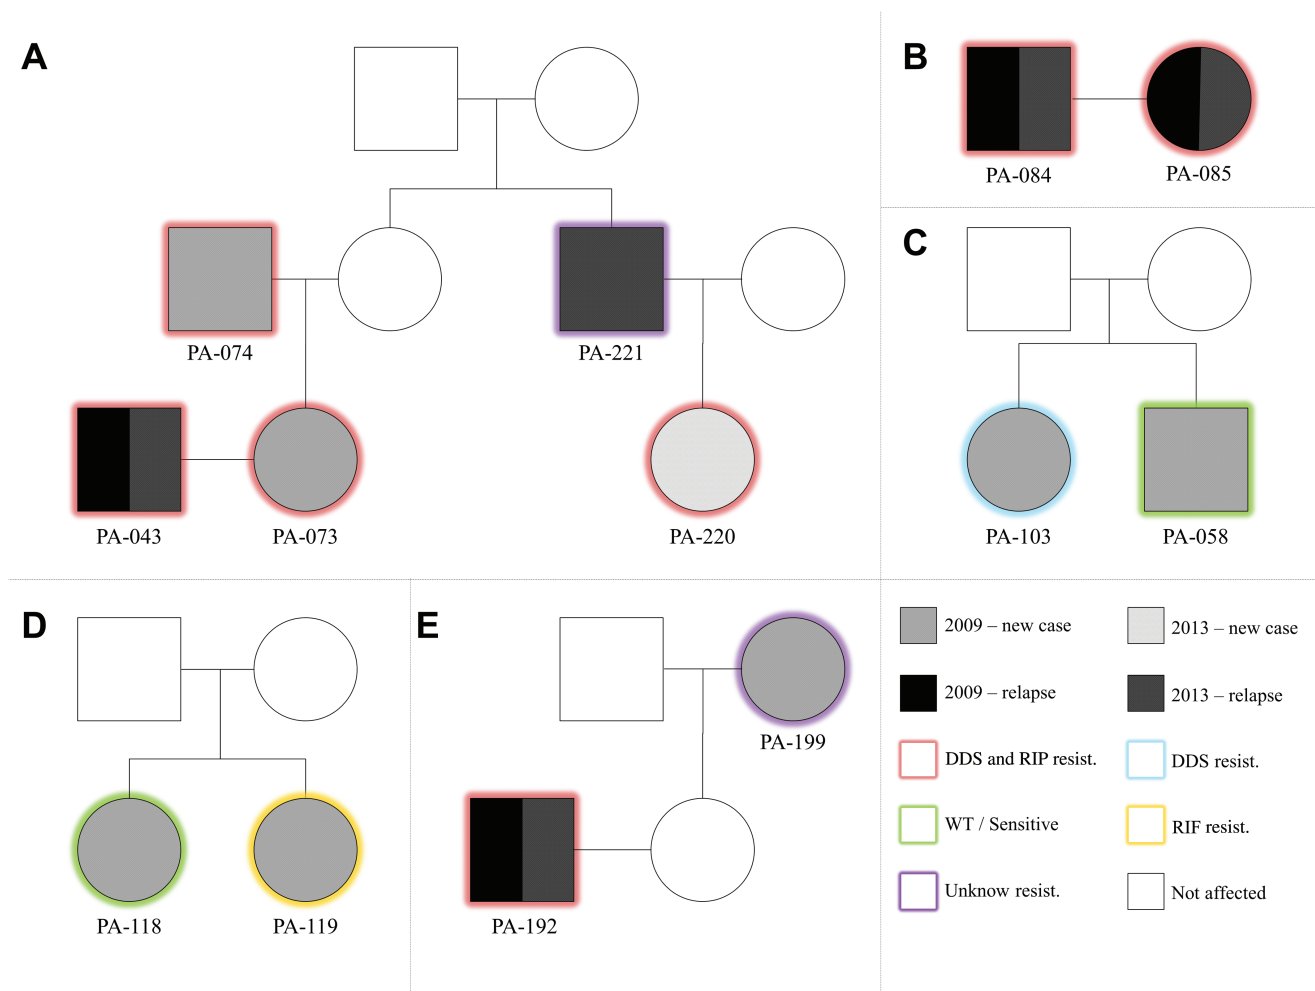 A
B
PA-084
PA-085
C
PA-074
PA-221
PA-043
PA-073
PA-220
PA-103
PA-058
D
E
PA-199
PA-118
PA-119
PA-192
2009 – new case
2013 – new case
2009 – relapse
2013 – relapse
DDS and RIP resist.
DDS resist.
WT / Sensitive
RIF resist.
Unknow resist.
Not affected